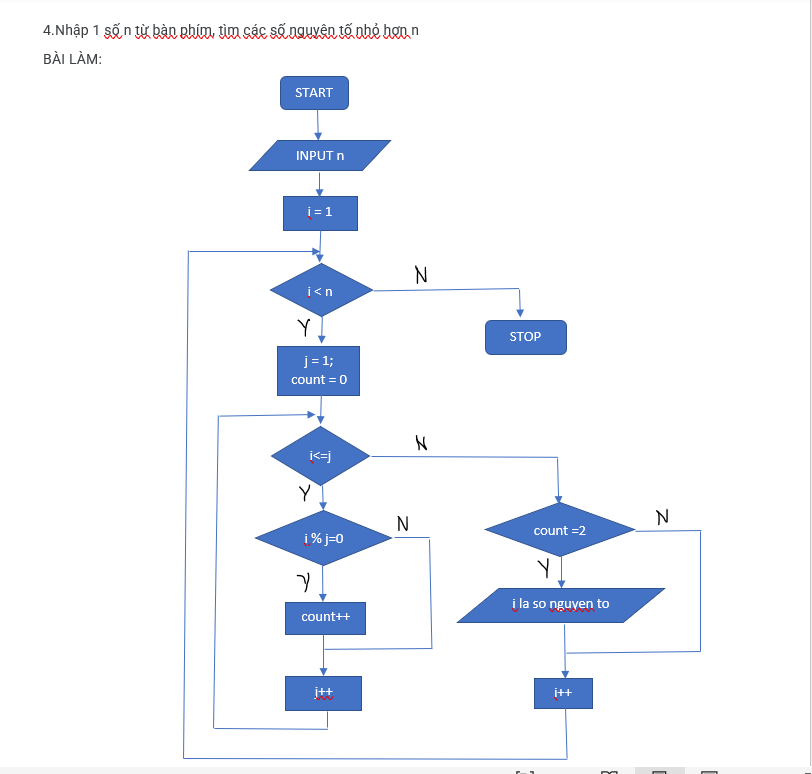 4.Nhập 1 số n từ bàn phím, tìm các số nguyên tố nhỏ hơn n
BÀI LÀM:
START
INPUT n
i = 1
i < n
N
STOP
Y
j = 1;
count = 0
i<=j
N
Y
i % j=0
N
Y
count++
j++
count =2
N
Y
i la so nguyen to
i++